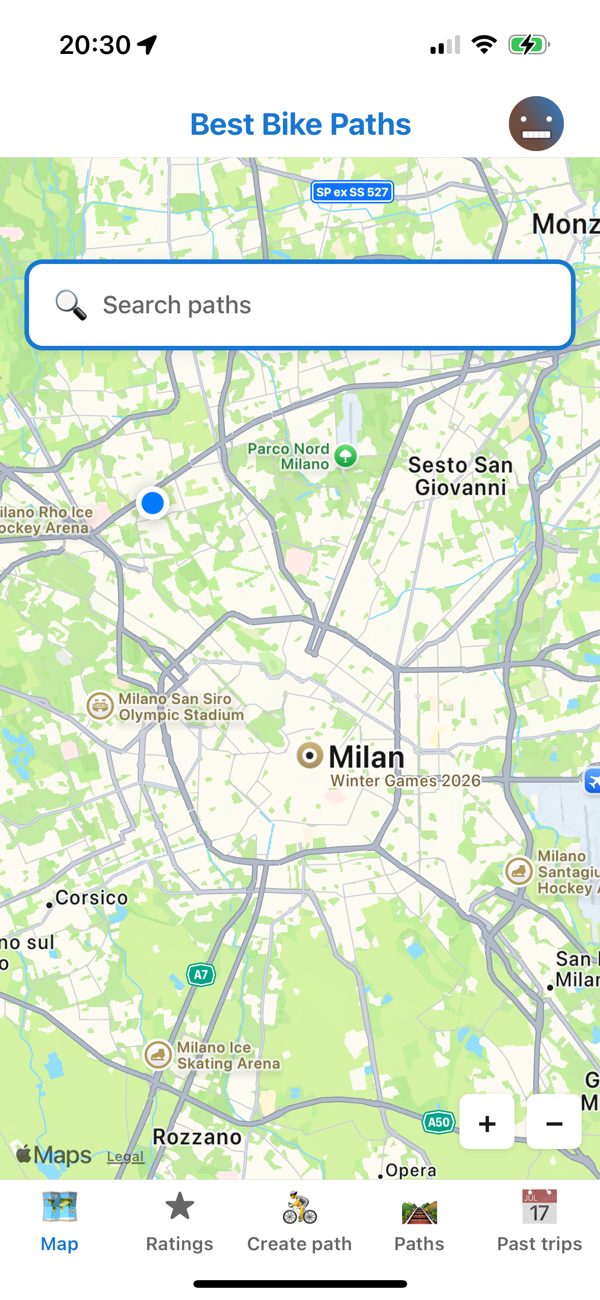 20:30
Best Bike Paths
SP ex SS 527
Monz
Search paths
Parco Nord
Milano
Sesto San
Giovanni
ilano Rho Ice
ockey Arena
Milano San Siro
Olympic Stadium
Milan
Winter Games 2026
Milano
Santagiu
Hockey A
Corsico
no sul
o
San
Milan
A7
Milano Ice
Skating Arena
G
M
A50
+
−
Rozzano
Maps
Legal
Opera
JUL
17
Map
Ratings
Create path
Paths
Past trips